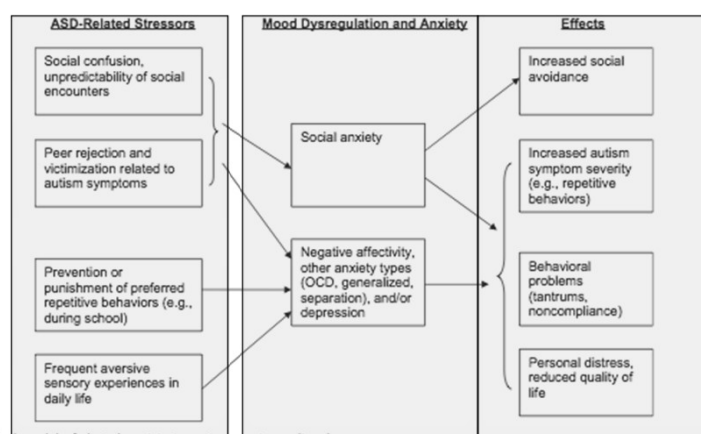 ASD-Related Stressors
Social confusion,
unpredictability of social
encounters
Peer rejection and
victimization related to
autism symptoms
Prevention or
punishment of preferred
repetitive behaviors (e.g.,
during school)
Frequent aversive
sensory experiences in
daily life
Mood Dysregulation and Anxiety
Social anxiety
Negative affectivity,
other anxiety types
(OCD, generalized,
separation), and/or
depression
Effects
Increased social
avoidance
Increased autism
symptom severity
(e.g., repetitive
behaviors)
Behavioral
problems
(tantrums,
noncompliance)
Personal distress,
reduced quality of
life